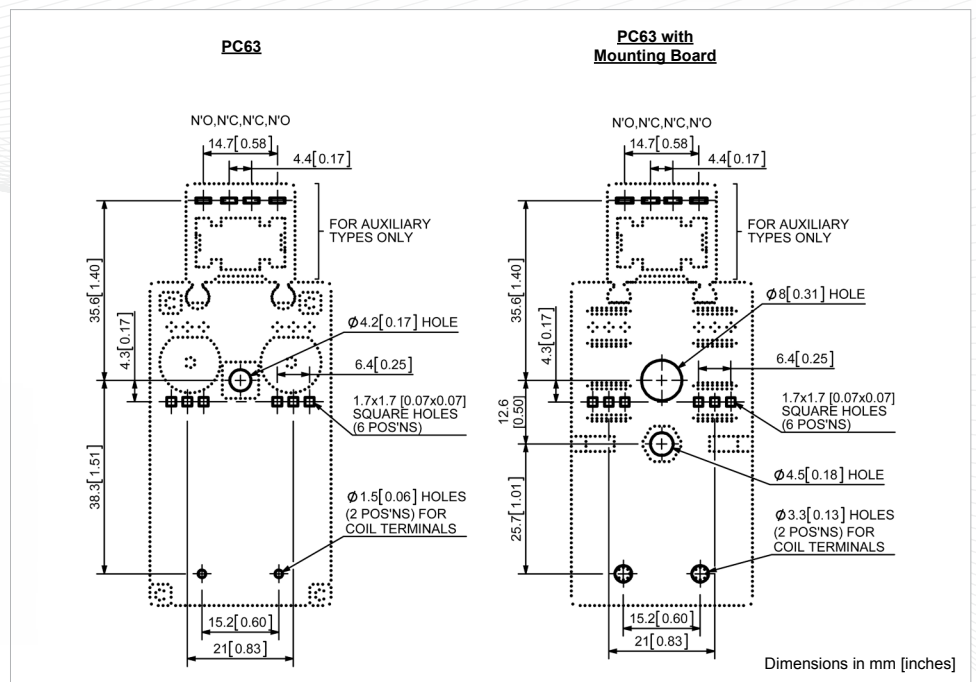 PC63
N'O,N'C,N'C,N'O
14.7[0.58]
4.4[0.17]
FOR AUXILIARY
TYPES ONLY
35.6[1.40]
4.3[0.17]
Ø4.2[0.17] HOLE
6.4[0.25]
1.7x1.7 [0.07x0.07]
SQUARE HOLES
(6 POS'NS)
38.3[1.51]
Ø1.5[0.06] HOLES
(2 POS'NS) FOR
COIL TERMINALS
15.2[0.60]
21[0.83]
PC63 with
Mounting Board
N'O,N'C,N'C,N'O
14.7[0.58]
4.4[0.17]
FOR AUXILIARY
TYPES ONLY
35.6[1.40]
4.3[0.17]
Ø8[0.31] HOLE
6.4[0.25]
12.6
[0.50]
1.7x1.7 [0.07x0.07]
SQUARE HOLES
(6 POS'NS)
Ø4.5[0.18] HOLE
25.7[1.01]
Ø3.3[0.13] HOLES
(2 POS'NS) FOR
COIL TERMINALS
15.2[0.60]
21[0.83]
Dimensions in mm [inches]